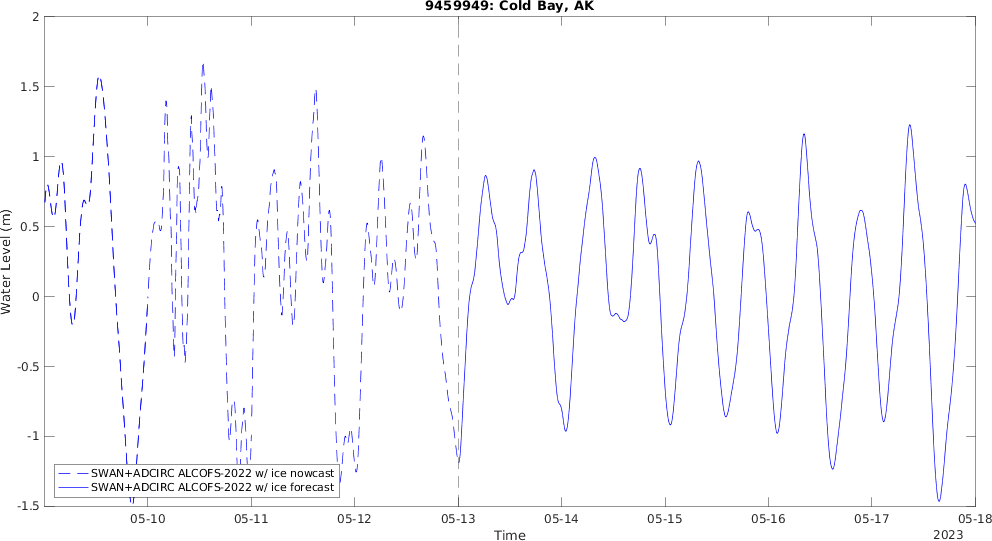 9459949: Cold Bay, AK
2
1.5
1
0.5
0
-0.5
-1
-1.5
Water Level (m)
SWAN+ADCIRC ALCOFS-2022 w/ ice nowcast
SWAN+ADCIRC ALCOFS-2022 w/ ice forecast
05-10 05-11 05-12 05-13 05-14 05-15 05-16 05-17 05-18
Time
2023